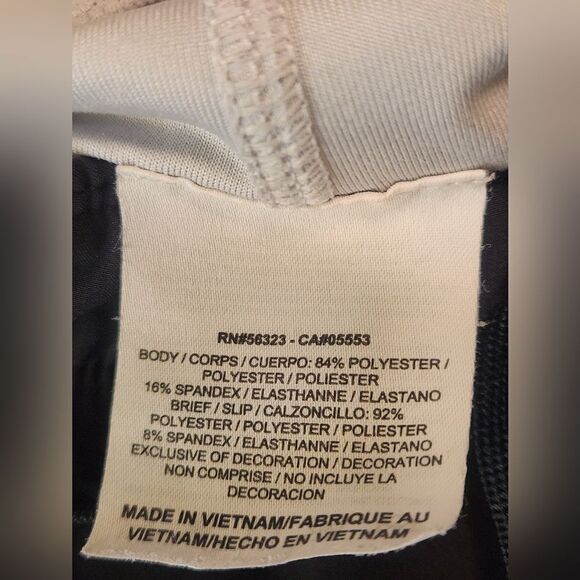 RN#56323 - CA#05553
BODY / CORPS / CUERPO: 84% POLYESTER /
POLYESTER / POLIESTER
16% SPANDEX / ELASTHANNE / ELASTANO
BRIEF / SLIP / CALZONCILLO: 92%
POLYESTER / POLYESTER / POLIESTER
8% SPANDEX / ELASTHANNE / ELASTANO
EXCLUSIVE OF DECORATION / DECORATION
NON COMPRISE / NO INCLUYE LA
DECORACION
MADE IN VIETNAM/FABRIQUE AU
VIETNAM/HECHO EN VIETNAM